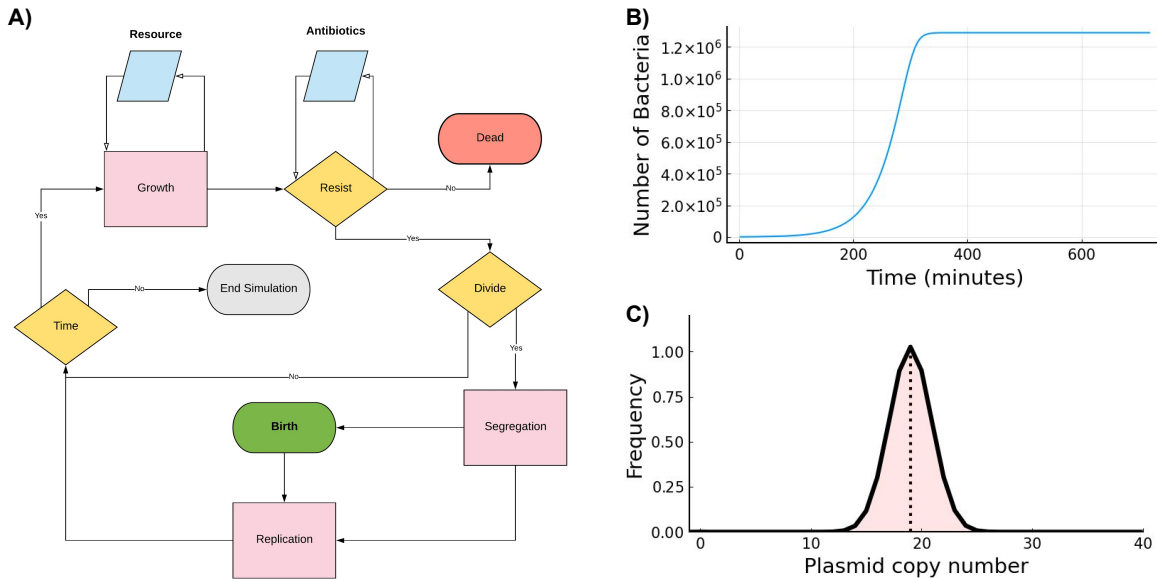 A)
Resource
Antibiotics
Dead
Growth
Resist
No
Yes
Yes
No
End Simulation
Divide
Time
Yes
No
Birth
Segregation
Replication
B)
Number of Bacteria
1.2×10⁶
1.0×10⁶
8.0×10⁵
6.0×10⁵
4.0×10⁵
2.0×10⁵
0
0 200 400 600
Time (minutes)
C)
Frequency
1.00
0.75
0.50
0.25
0.00
0 10 20 30 40
Plasmid copy number